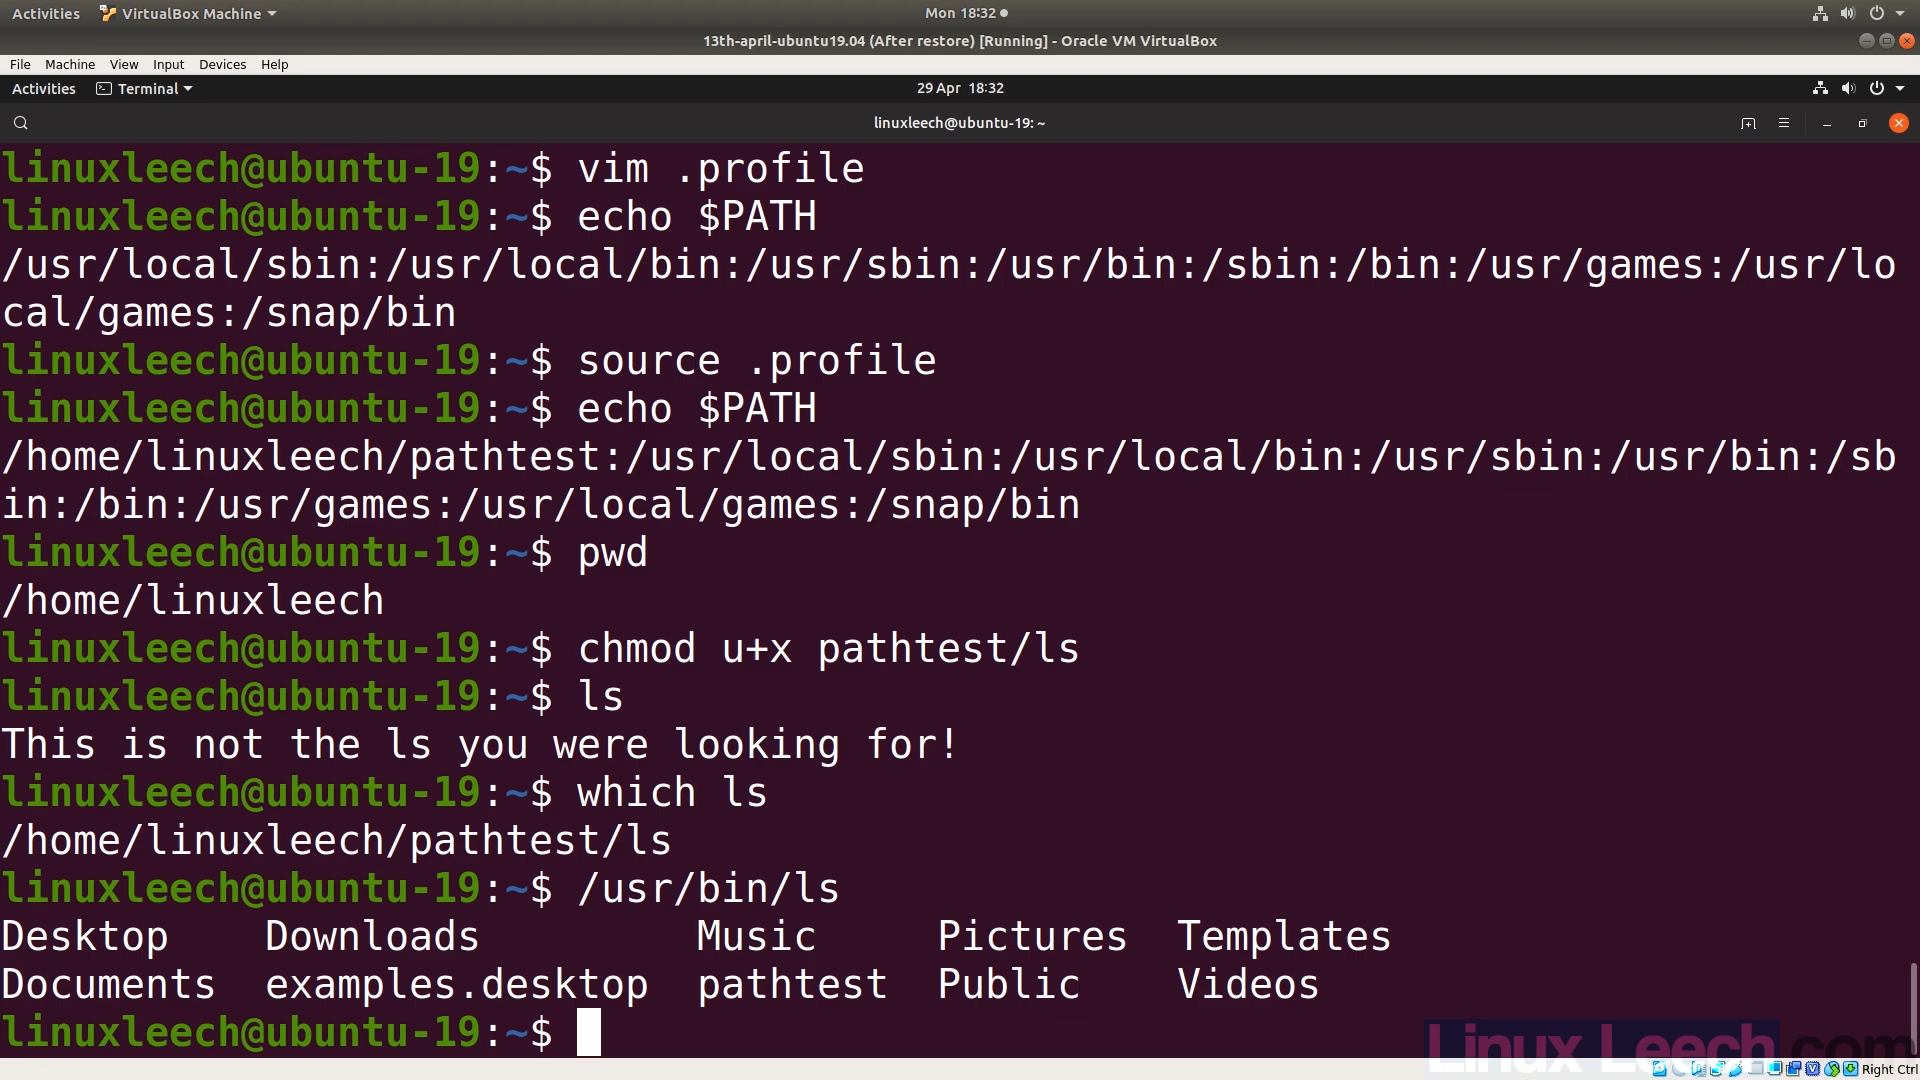 Activities VirtualBox Machine Mon 18:32
13th-april-ubuntu19.04 (After restore) [Running] - Oracle VM VirtualBox
File Machine View Input Devices Help
Activities Terminal 29 Apr 18:32
linuxleech@ubuntu-19: ~
linuxleech@ubuntu-19:~$ vim .profile
linuxleech@ubuntu-19:~$ echo $PATH
/usr/local/sbin:/usr/local/bin:/usr/sbin:/usr/bin:/sbin:/bin:/usr/games:/usr/lo
cal/games:/snap/bin
linuxleech@ubuntu-19:~$ source .profile
linuxleech@ubuntu-19:~$ echo $PATH
/home/linuxleech/pathtest:/usr/local/sbin:/usr/local/bin:/usr/sbin:/usr/bin:/sb
in:/bin:/usr/games:/usr/local/games:/snap/bin
linuxleech@ubuntu-19:~$ pwd
/home/linuxleech
linuxleech@ubuntu-19:~$ chmod u+x pathtest/ls
linuxleech@ubuntu-19:~$ ls
This is not the ls you were looking for!
linuxleech@ubuntu-19:~$ which ls
/home/linuxleech/pathtest/ls
linuxleech@ubuntu-19:~$ /usr/bin/ls
Desktop Downloads Music Pictures Templates
Documents examples.desktop pathtest Public Videos
linuxleech@ubuntu-19:~$
Linux Leech.com
Right Ctrl